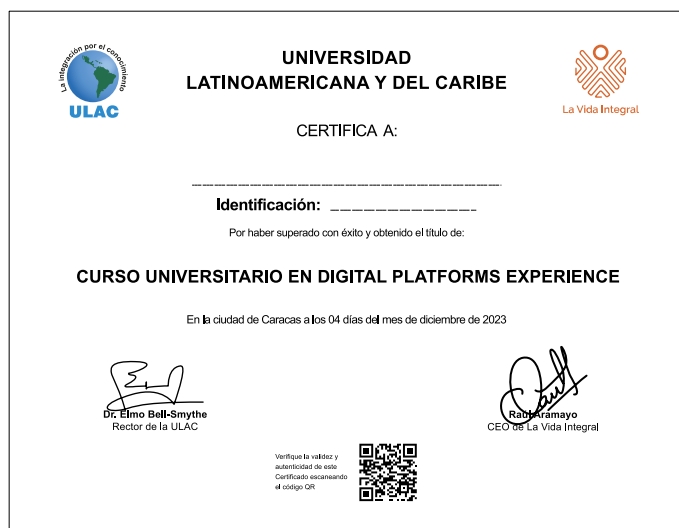 La integración por el conocimiento
ULAC
UNIVERSIDAD
LATINOAMERICANA Y DEL CARIBE
La Vida Integral
CERTIFICA A:
Identificación:
Por haber superado con éxito y obtenido el título de:
CURSO UNIVERSITARIO EN DIGITAL PLATFORMS EXPERIENCE
En la ciudad de Caracas a los 04 días del mes de diciembre de 2023
Dr. Elmo Bell-Smythe
Rector de la ULAC
Raúl Aramayo
CEO de La Vida Integral
Verifique la validez y
autenticidad de este
Certificado escaneando
el código QR